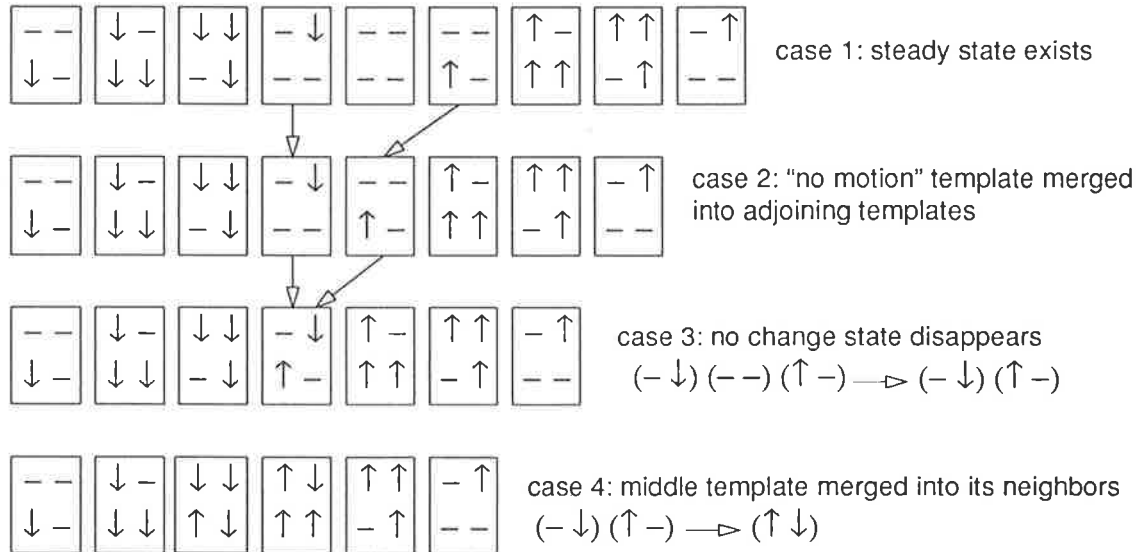 case 1: steady state exists
case 2: “no motion” template merged
into adjoining templates
case 3: no change state disappears
(– ↓) (– –) (↑ –) —▷ (– ↓) (↑ –)
case 4: middle template merged into its neighbors
(– ↓) (↑ –) —▷ (↑ ↓)